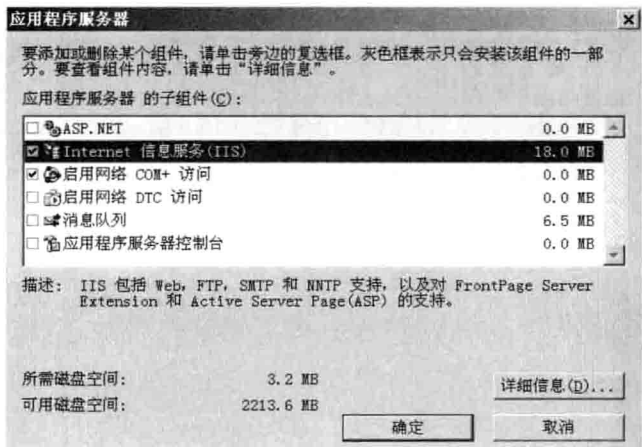 应用程序服务器
要添加或删除某个组件，请单击旁边的复选框。灰色框表示只会安装该组件的一部
分。要查看组件内容，请单击“详细信息”。
应用程序服务器 的子组件(C)：
ASP.NET 0.0 MB
Internet 信息服务(IIS) 18.0 MB
启用网络 COM+ 访问 0.0 MB
启用网络 DTC 访问 0.0 MB
消息队列 6.5 MB
应用程序服务器控制台 0.0 MB
描述： IIS 包括 Web，FTP，SMTP 和 NNTP 支持，以及对 FrontPage Server
Extension 和 Active Server Page(ASP) 的支持。
所需磁盘空间： 3.2 MB
详细信息(D)...
可用磁盘空间： 2213.6 MB
确定 取消